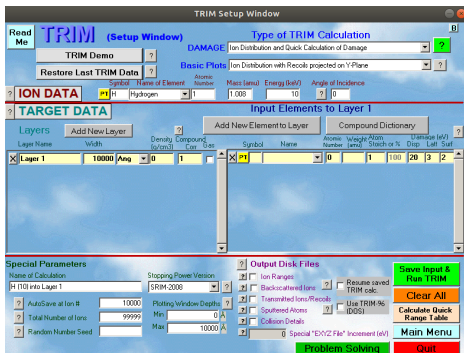 TRIM Setup Window
Read Me
TRIM (Setup Window)
Type of TRIM Calculation
B
DAMAGE Ion Distribution and Quick Calculation of Damage ?
TRIM Demo ?
Restore Last TRIM Data ?
Basic Plots Ion Distribution with Recoils projected on Y-Plane ?
Symbol Name of Element Atomic Number Mass (amu) Energy (keV) Angle of Incidence
? ION DATA PT H Hydrogen 1 1.008 10 ? 0
? TARGET DATA
Input Elements to Layer 1
Layers Add New Layer ?
Add New Element to Layer Compound Dictionary
Layer Name Width Density (g/cm3) Compound Corr Gas
Symbol Name Atomic Number Weight (amu) Atom Stoich or % Damage (eV) Disp Latt Surf
X Layer 1 10000 Ang 0 1
X PT 0 1 100 20 3 2
Special Parameters
Name of Calculation Stopping Power Version
H (10) into Layer 1 SRIM-2008 ?
? AutoSave at Ion # 10000
? Total Number of Ions 99999
? Random Number Seed
Plotting Window Depths ?
Min 0 Å
Max 10000 Å
? Output Disk Files
? Ion Ranges
? Backscattered Ions
? Transmitted Ions/Recoils
? Sputtered Atoms
? Collision Details
? 0 Special "EXYZ File" Increment (eV)
? Resume saved TRIM calc.
? Use TRIM-96 (DOS)
Save Input & Run TRIM
Clear All
Calculate Quick Range Table
Main Menu
Problem Solving
Quit